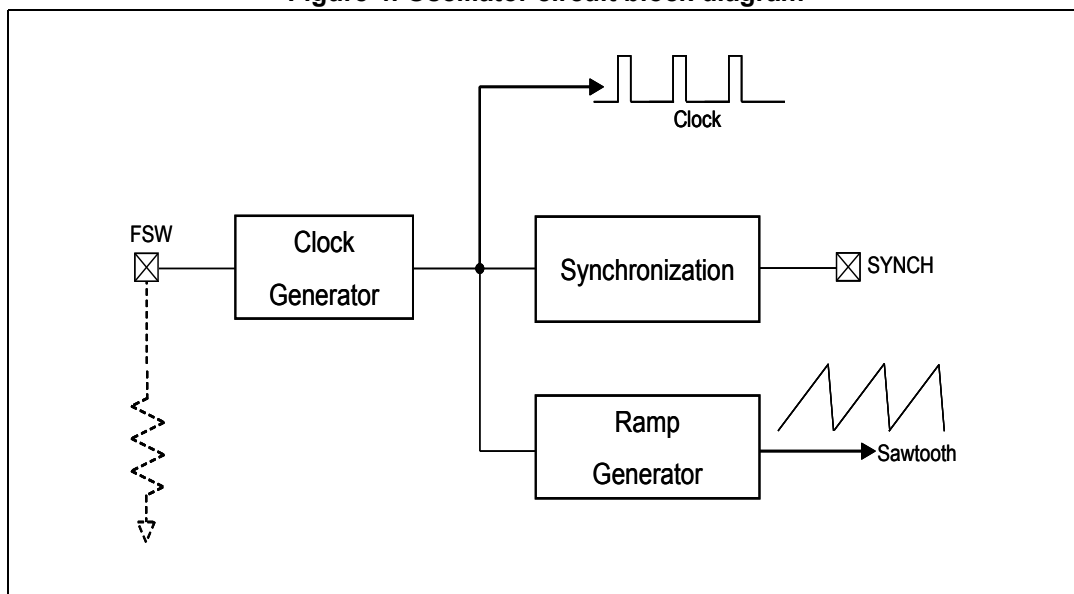 Figure 4. Oscillator circuit block diagram
Clock
FSW
Clock
Generator
Synchronization
SYNCH
Ramp
Generator
Sawtooth